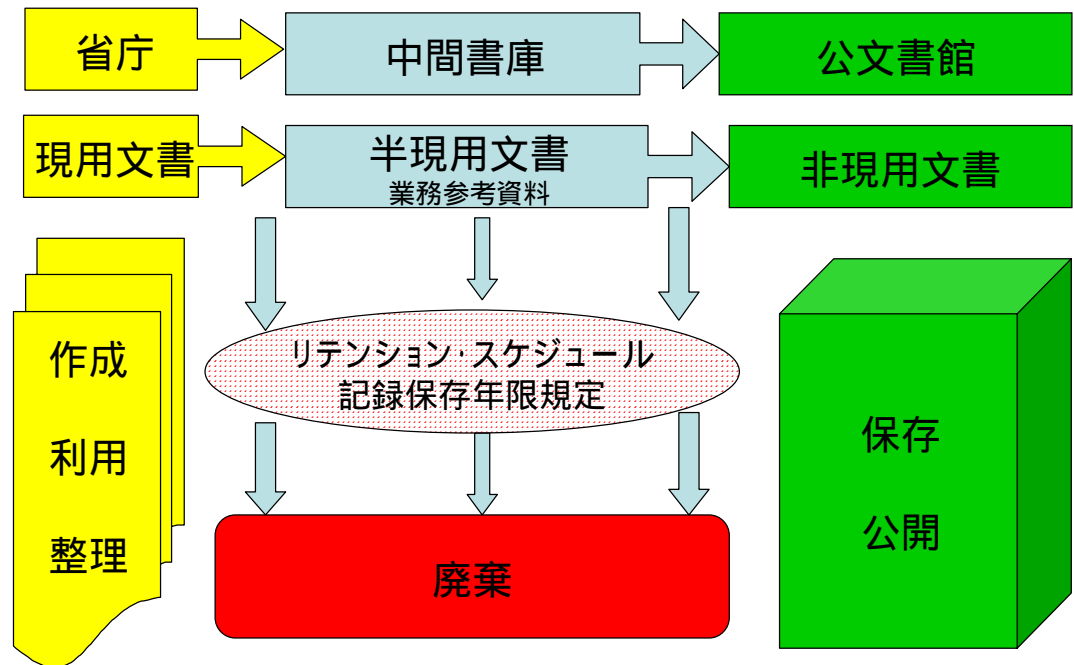 省庁
中間書庫
公文書館
現用文書
半現用文書
業務参考資料
非現用文書
作成
利用
整理
リテンション・スケジュール
記録保存年限規定
廃棄
保存
公開